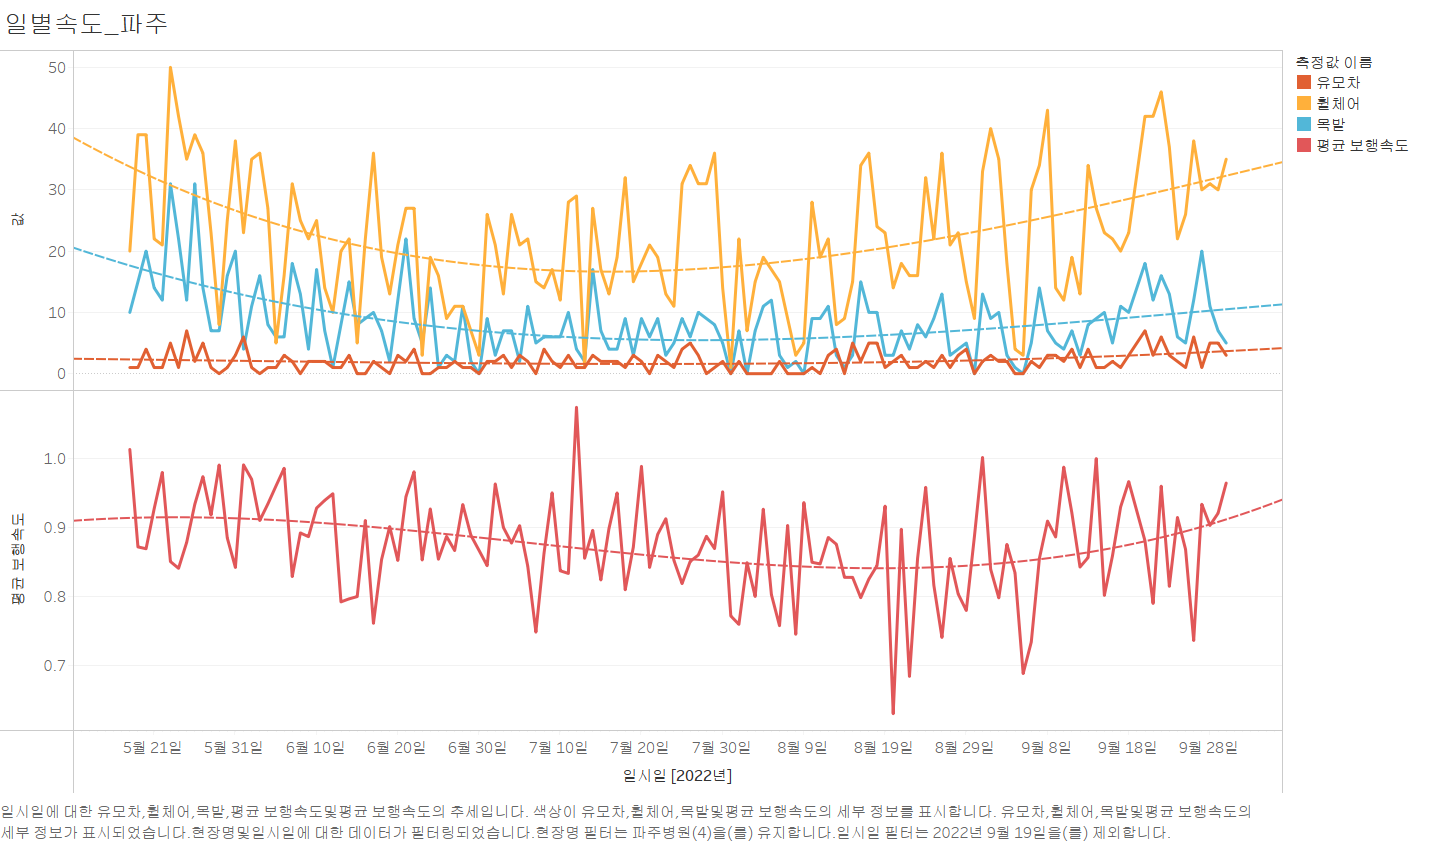 일별속도_파주
50
40
30
20
10
0
값
1.0
0.9
0.8
0.7
평균 보행속도
5월 21일
5월 31일
6월 10일
6월 20일
6월 30일
7월 10일
7월 20일
7월 30일
8월 9일
8월 19일
8월 29일
9월 8일
9월 18일
9월 28일
일시일 [2022년]
측정값 이름
유모차
휠체어
목발
평균 보행속도
일시일에 대한 유모차,휠체어,목발,평균 보행속도및평균 보행속도의 추세입니다. 색상이 유모차,휠체어,목발및평균 보행속도의 세부 정보를 표시합니다. 유모차,휠체어,목발및평균 보행속도의
세부 정보가 표시되었습니다.현장명및일시일에 대한 데이터가 필터링되었습니다.현장명 필터는 파주병원(4)을(를) 유지합니다.일시일 필터는 2022년 9월 19일을(를) 제외합니다.